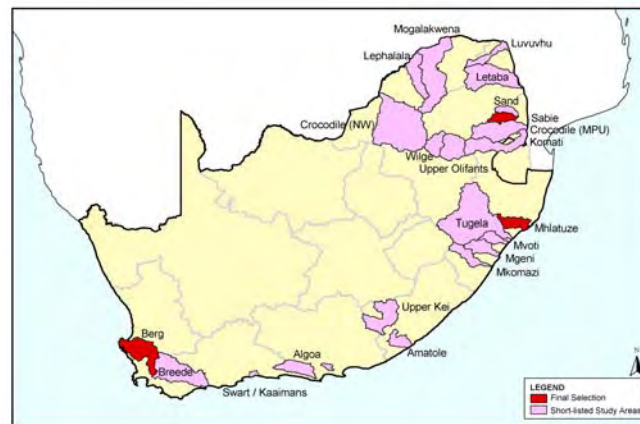 Mogalakwena
Luvuvhu
Lephalala
Letaba
Sand
Sabie
Crocodile (NW)
Crocodile (MPU)
Komati
Wilge
Upper Olifants
Tugela
Mhlatuze
Mvoti
Mgeni
Mkomazi
Upper Kei
Berg
Amatole
Algoa
Breede
Swart / Kaaimans
N
LEGEND
Final Selection
Short-listed Study Areas